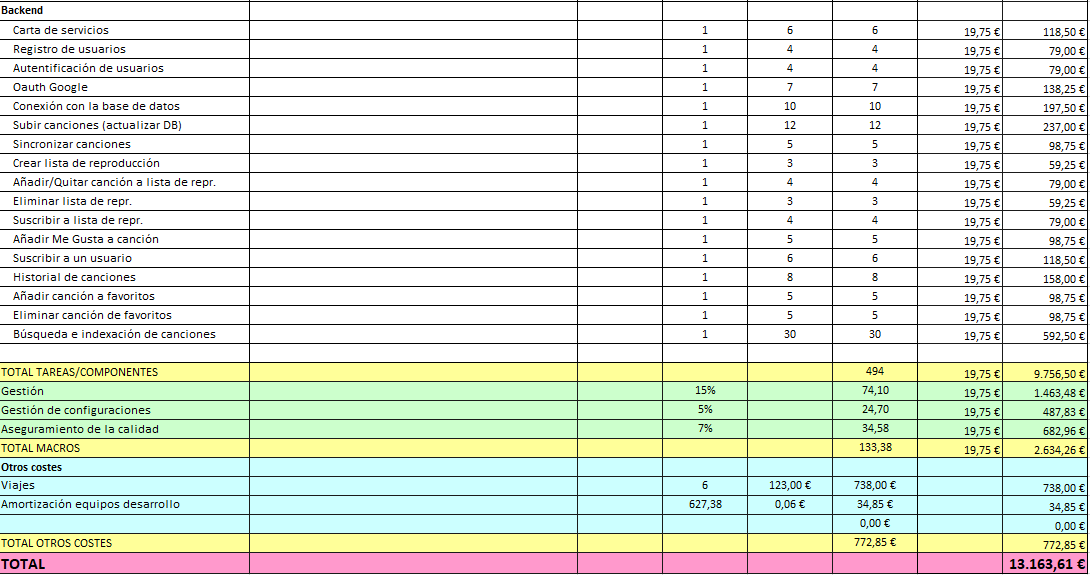 Backend
Carta de servicios 1 6 6 19,75 € 118,50 €
Registro de usuarios 1 4 4 19,75 € 79,00 €
Autentificación de usuarios 1 4 4 19,75 € 79,00 €
Oauth Google 1 7 7 19,75 € 138,25 €
Conexión con la base de datos 1 10 10 19,75 € 197,50 €
Subir canciones (actualizar DB) 1 12 12 19,75 € 237,00 €
Sincronizar canciones 1 5 5 19,75 € 98,75 €
Crear lista de reproducción 1 3 3 19,75 € 59,25 €
Añadir/Quitar canción a lista de repr. 1 4 4 19,75 € 79,00 €
Eliminar lista de repr. 1 3 3 19,75 € 59,25 €
Suscribir a lista de repr. 1 4 4 19,75 € 79,00 €
Añadir Me Gusta a canción 1 5 5 19,75 € 98,75 €
Suscribir a un usuario 1 6 6 19,75 € 118,50 €
Historial de canciones 1 8 8 19,75 € 158,00 €
Añadir canción a favoritos 1 5 5 19,75 € 98,75 €
Eliminar canción de favoritos 1 5 5 19,75 € 98,75 €
Búsqueda e indexación de canciones 1 30 30 19,75 € 592,50 €
TOTAL TAREAS/COMPONENTES 494 19,75 € 9.756,50 €
Gestión 15% 74,10 19,75 € 1.463,48 €
Gestión de configuraciones 5% 24,70 19,75 € 487,83 €
Aseguramiento de la calidad 7% 34,58 19,75 € 682,96 €
TOTAL MACROS 133,38 19,75 € 2.634,26 €
Otros costes
Viajes 6 123,00 € 738,00 € 738,00 €
Amortización equipos desarrollo 627,38 0,06 € 34,85 € 34,85 €
0,00 € 0,00 €
TOTAL OTROS COSTES 772,85 € 772,85 €
TOTAL 13.163,61 €